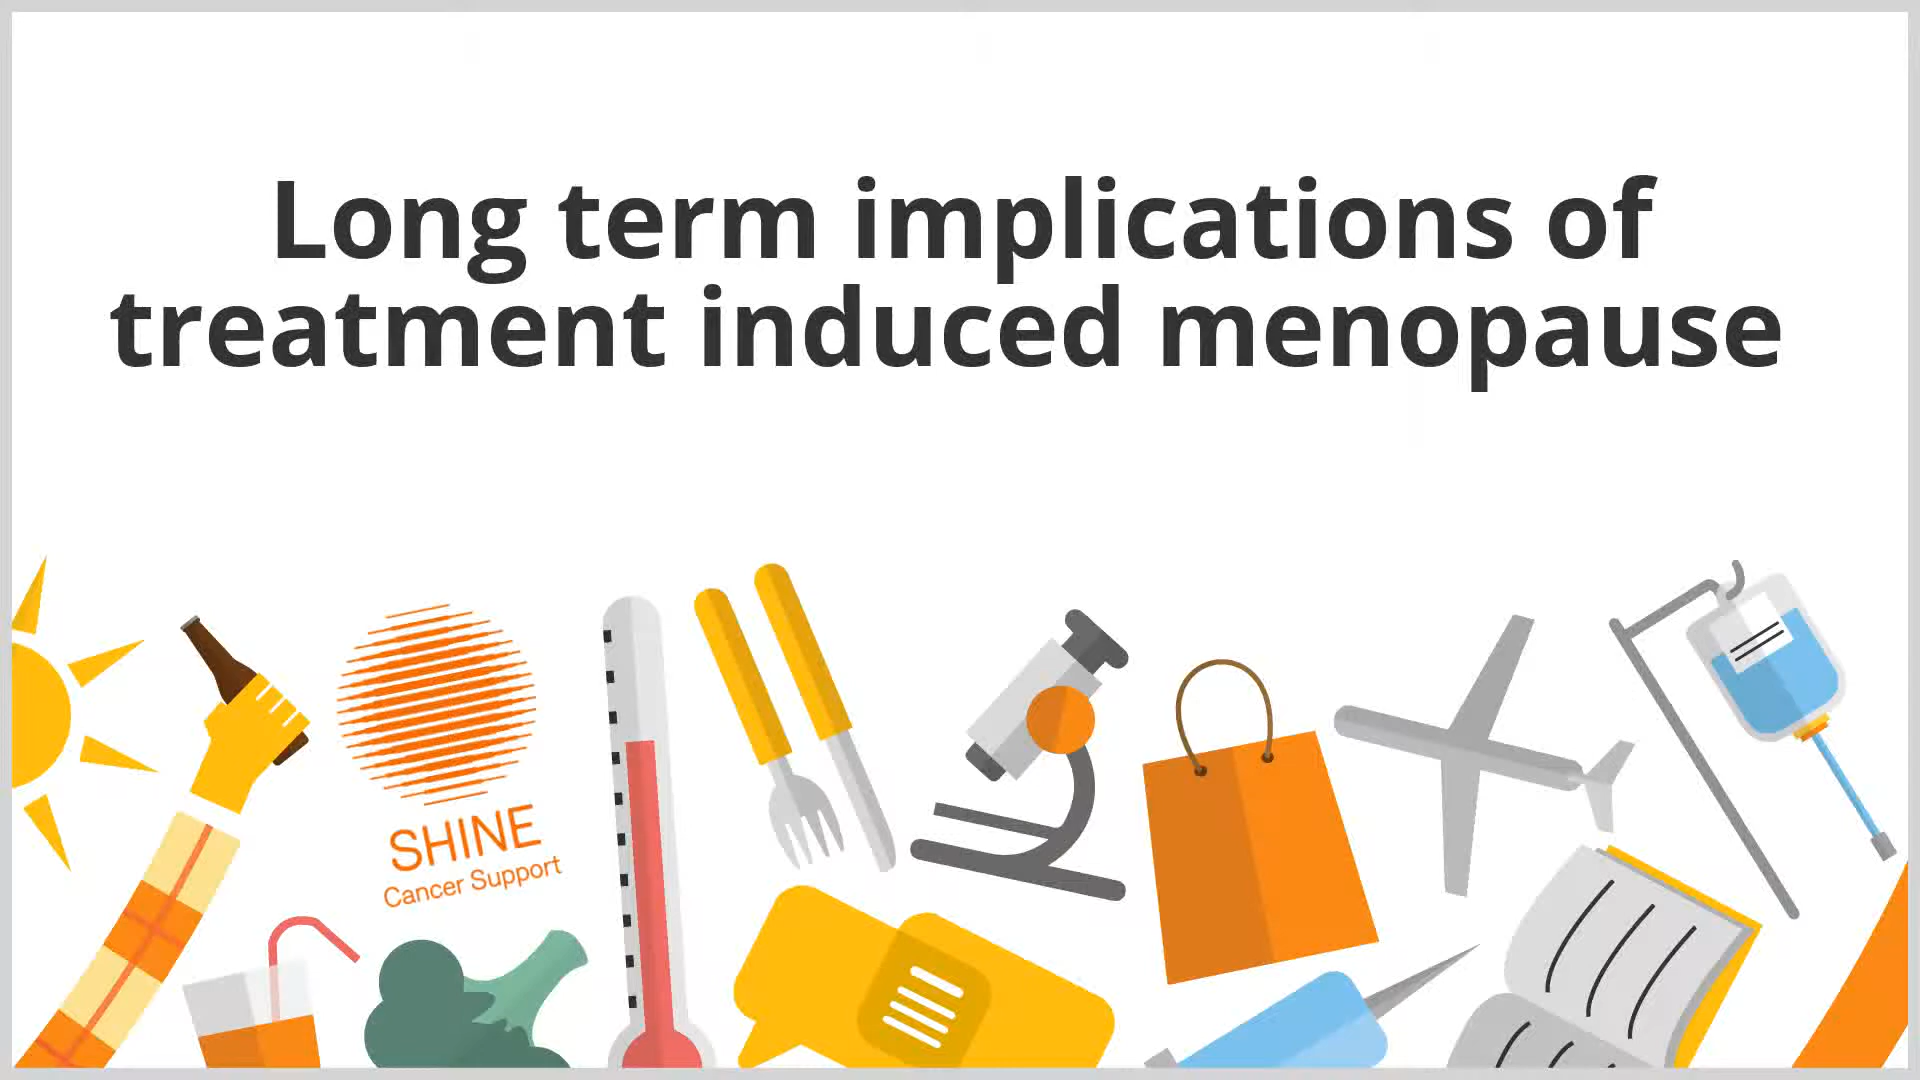 Long term implications of
treatment induced menopause
SHINE
Cancer Support